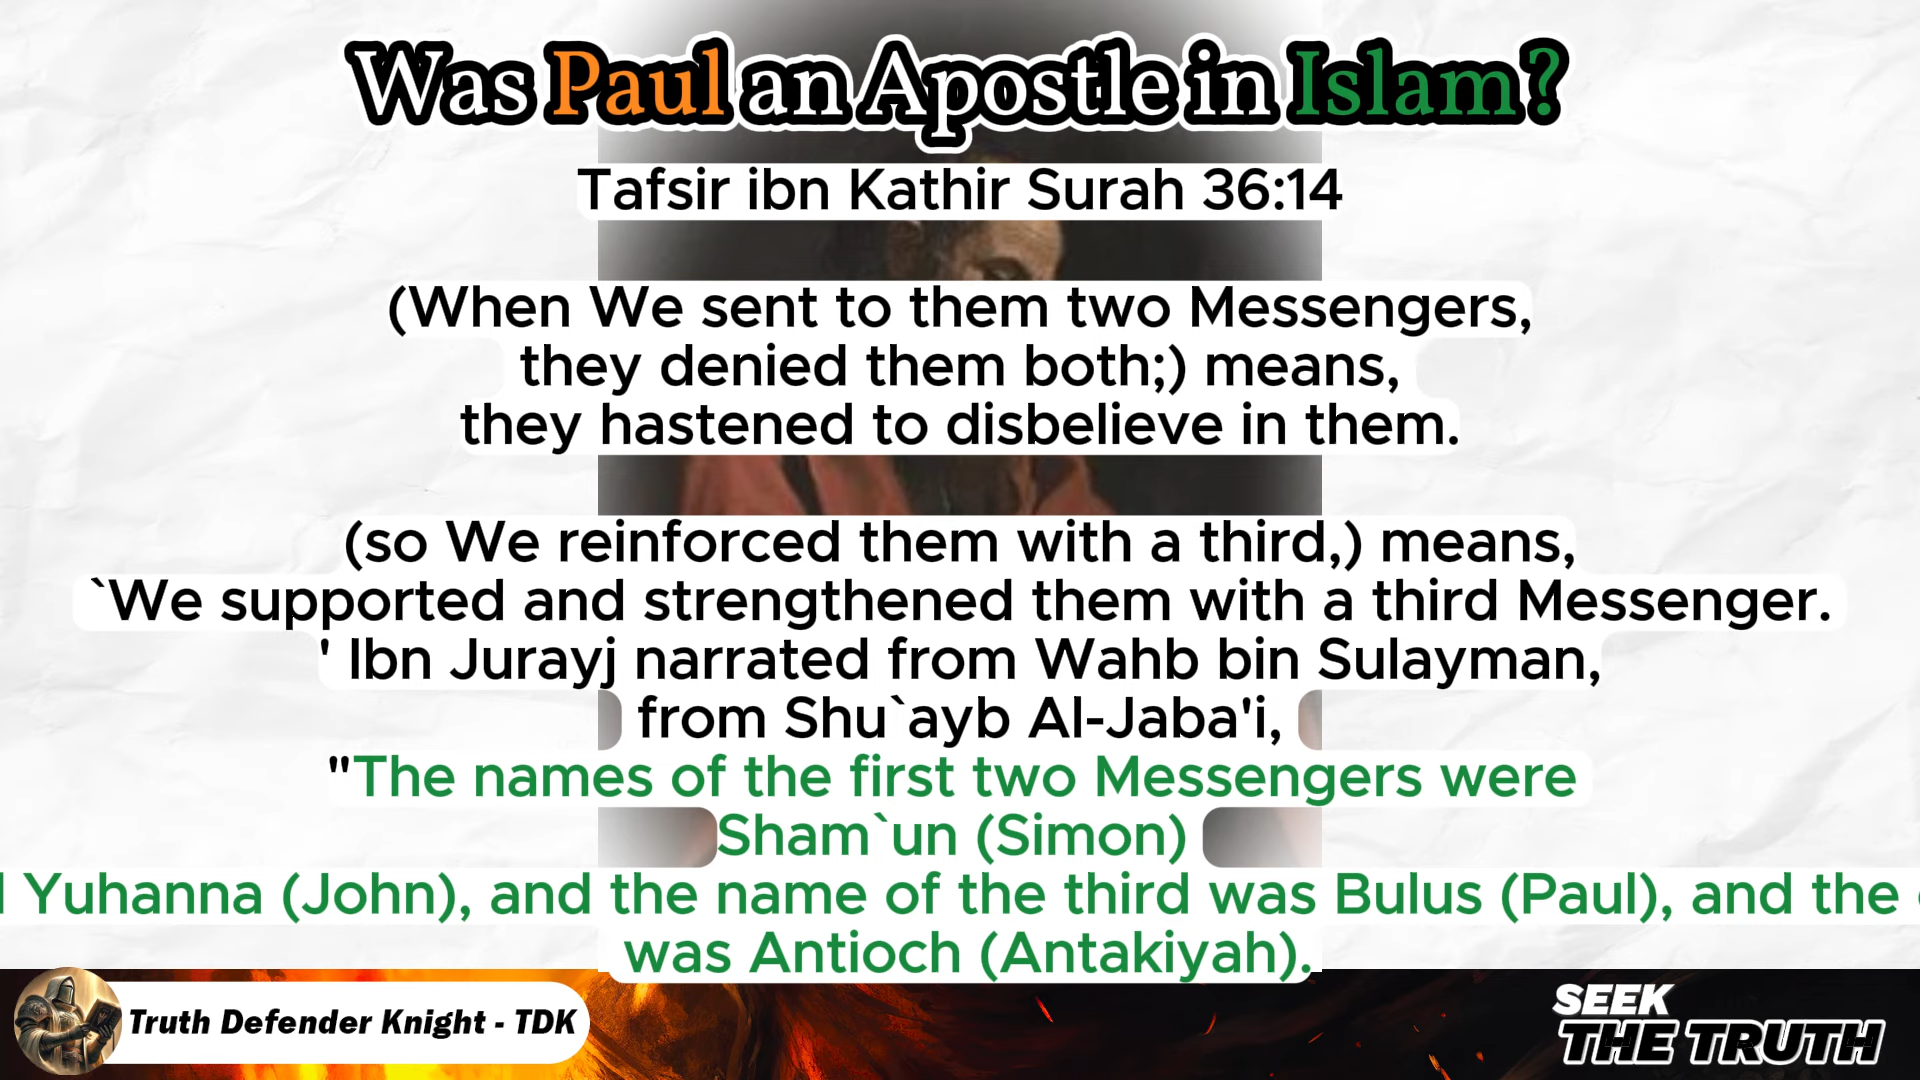 Was Paul an Apostle in Islam?
Tafsir ibn Kathir Surah 36:14
(When We sent to them two Messengers,
they denied them both;) means,
they hastened to disbelieve in them.
(so We reinforced them with a third,) means,
`We supported and strengthened them with a third Messenger.
' Ibn Jurayj narrated from Wahb bin Sulayman,
from Shu`ayb Al-Jaba'i,
"The names of the first two Messengers were
Sham`un (Simon)
Yuhanna (John), and the name of the third was Bulus (Paul), and the
was Antioch (Antakiyah).
Truth Defender Knight - TDK
SEEK
THE TRUTH